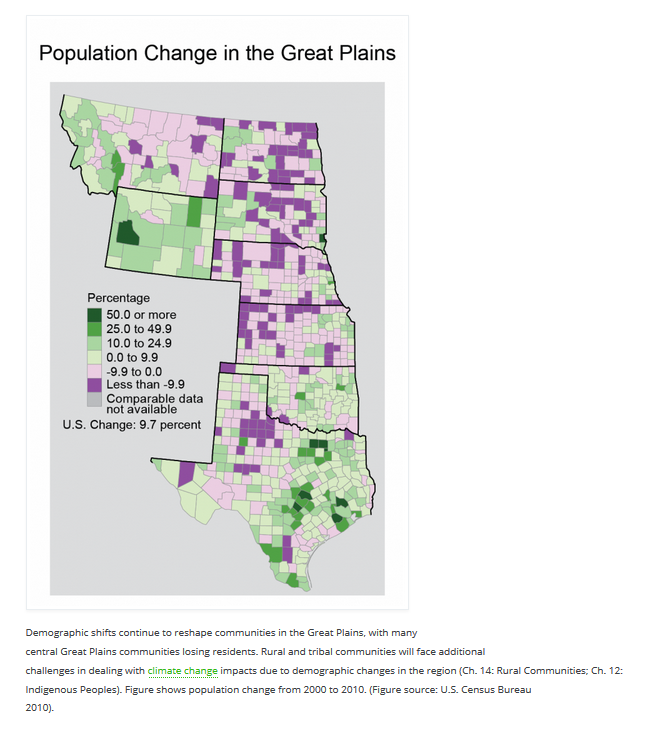 Population Change in the Great Plains
Percentage
50.0 or more
25.0 to 49.9
10.0 to 24.9
0.0 to 9.9
-9.9 to 0.0
Less than -9.9
Comparable data
not available
U.S. Change: 9.7 percent
Demographic shifts continue to reshape communities in the Great Plains, with many
central Great Plains communities losing residents. Rural and tribal communities will face additional
challenges in dealing with climate change impacts due to demographic changes in the region (Ch. 14: Rural Communities; Ch. 12:
Indigenous Peoples). Figure shows population change from 2000 to 2010. (Figure source: U.S. Census Bureau
2010).